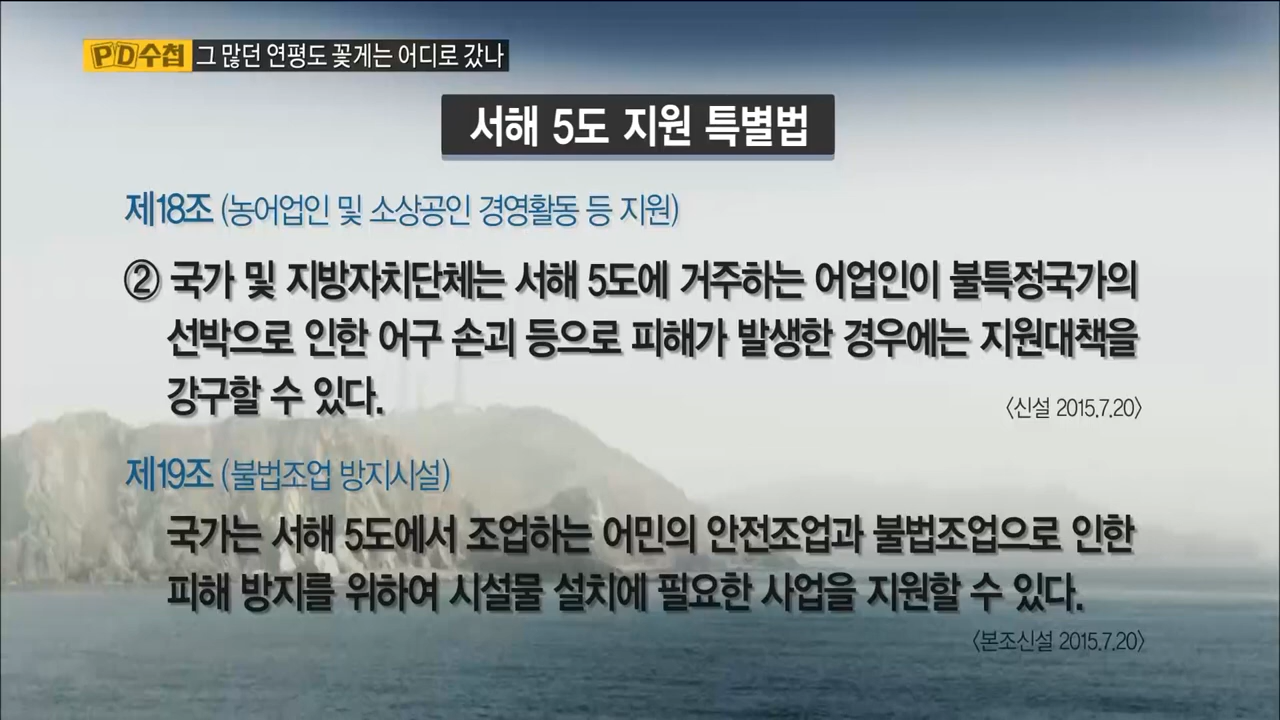 PD수첩 그 많던 연평도 꽃게는 어디로 갔나
서해 5도 지원 특별법
제18조 (농어업인 및 소상공인 경영활동 등 지원)
② 국가 및 지방자치단체는 서해 5도에 거주하는 어업인이 불특정국가의
선박으로 인한 어구 손괴 등으로 피해가 발생한 경우에는 지원대책을
강구할 수 있다.
<신설 2015.7.20>
제19조 (불법조업 방지시설)
국가는 서해 5도에서 조업하는 어민의 안전조업과 불법조업으로 인한
피해 방지를 위하여 시설물 설치에 필요한 사업을 지원할 수 있다.
<본조신설 2015.7.20>